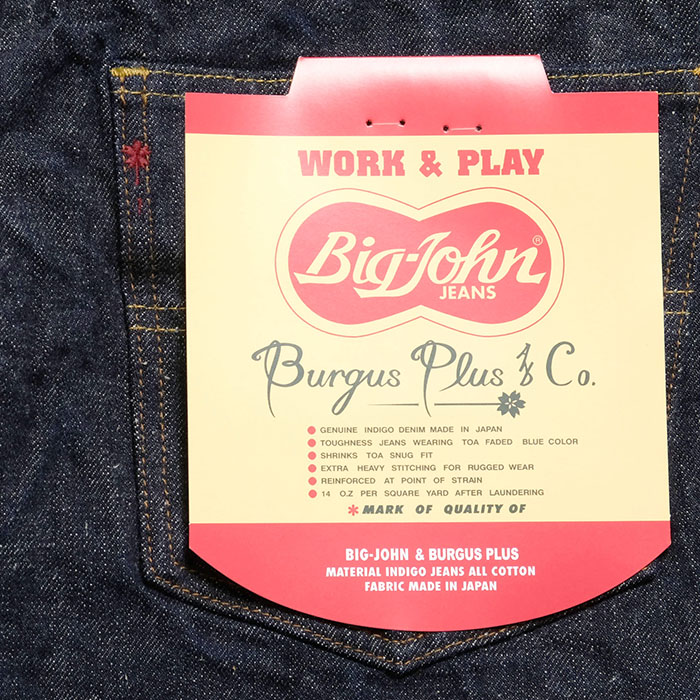 WORK & PLAY
Big-John®
JEANS
Burgus Plus & Co.
GENUINE INDIGO DENIM MADE IN JAPAN
TOUGHNESS JEANS WEARING TOA FADED BLUE COLOR
SHRINKS TOA SNUG FIT
EXTRA HEAVY STITCHING FOR RUGGED WEAR
REINFORCED AT POINT OF STRAIN
14 O.Z PER SQUARE YARD AFTER LAUNDERING
* MARK OF QUALITY OF
BIG-JOHN & BURGUS PLUS
MATERIAL INDIGO JEANS ALL COTTON
FABRIC MADE IN JAPAN